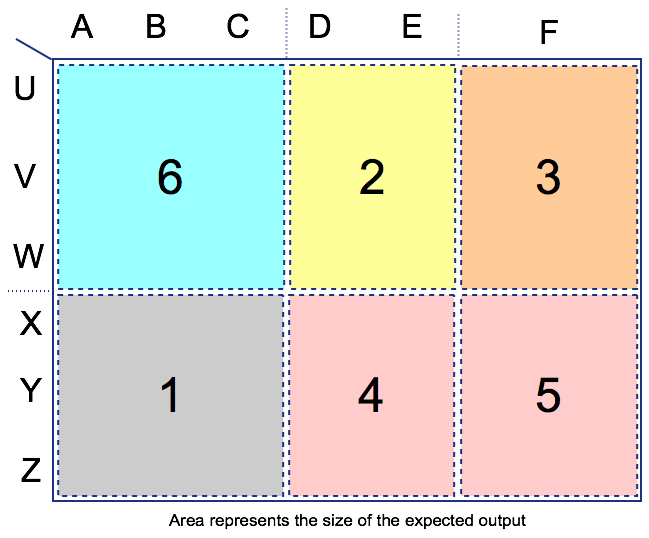 A B C D E F
U
V
W
6 2 3
X
Y
Z
1 4 5
Area represents the size of the expected output